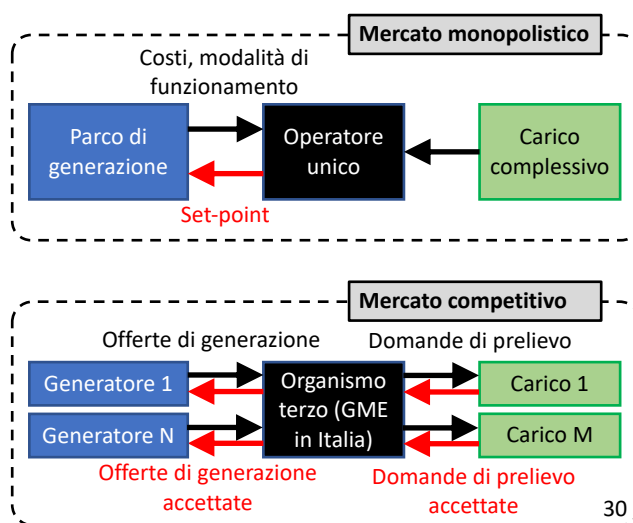 Mercato monopolistico
Costi, modalità di
funzionamento
Parco di
generazione
Operatore
unico
Carico
complessivo
Set-point
Mercato competitivo
Offerte di generazione
Domande di prelievo
Generatore 1
Generatore N
Organismo
terzo (GME
in Italia)
Carico 1
Carico M
Offerte di generazione
accettate
Domande di prelievo
accettate
30